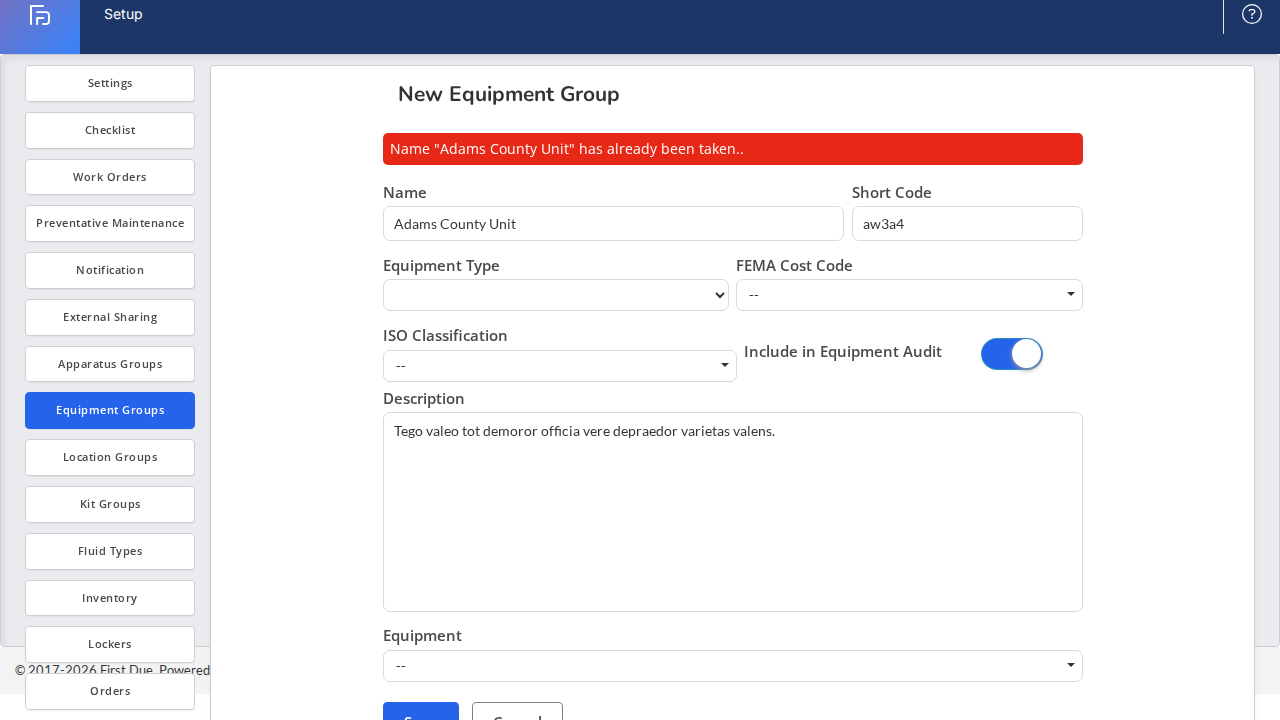 Setup
Settings
Checklist
Work Orders
Preventative Maintenance
Notification
External Sharing
Apparatus Groups
Equipment Groups
Location Groups
Kit Groups
Fluid Types
Inventory
Lockers
© 2017-2026 First Due. Powered
Orders
New Equipment Group
Name "Adams County Unit" has already been taken..
Name
Short Code
Adams County Unit
aw3a4
Equipment Type
FEMA Cost Code
--
ISO Classification
Include in Equipment Audit
--
Description
Tego valeo tot demoror officia vere depraedor varietas valens.
Equipment
--
Save
Cancel